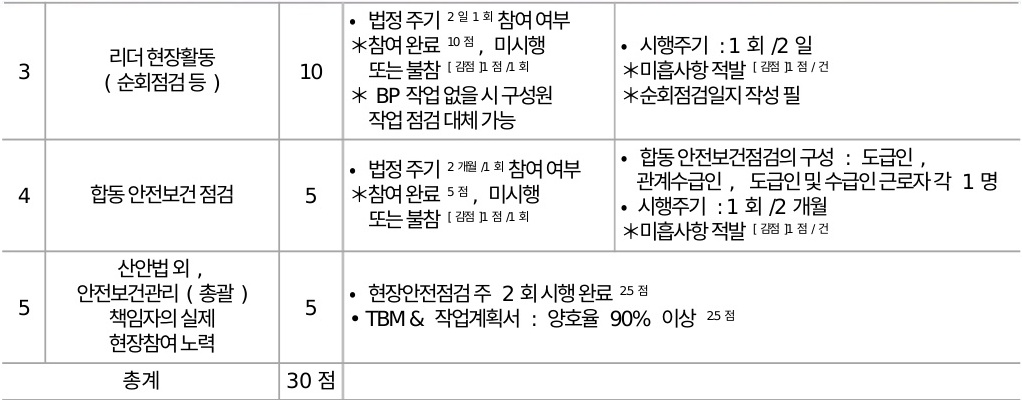 3
리더 현장활동
( 순회점검 등 )
10
• 법정 주기 2 일 1 회 참여 여부
＊참여 완료 10 점 , 미시행
또는 불참 [ 감점 ]1 점 /1 회
＊ BP 작업 없을 시 구성원
작업 점검 대체 가능
• 시행주기 : 1 회 /2 일
＊미흡사항 적발 [ 감점 ]1 점 / 건
＊순회점검일지 작성 필
4
합동 안전보건 점검
5
• 법정 주기 2 개월 /1 회 참여 여부
＊참여 완료 5 점 , 미시행
또는 불참 [ 감점 ]1 점 /1 회
• 합동 안전보건점검의 구성 : 도급인 ,
관계수급인 , 도급인 및 수급인 근로자 각 1 명
• 시행주기 : 1 회 /2 개월
＊미흡사항 적발 [ 감점 ]1 점 / 건
5
산안법 외 ,
안전보건관리 ( 총괄 )
책임자의 실제
현장참여 노력
5
• 현장안전점검 주 2 회 시행 완료 2.5 점
• TBM & 작업계획서 : 양호율 90% 이상 2.5 점
총계
30 점